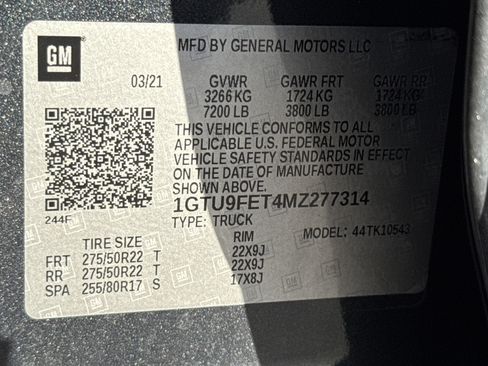 GM
MFD BY GENERAL MOTORS LLC
03/21 GVWR GAWR FRT GAWR RR
3266 KG 1724 KG 1724 KG
7200 LB 3800 LB 3800 LB
THIS VEHICLE CONFORMS TO ALL
APPLICABLE U.S. FEDERAL MOTOR
VEHICLE SAFETY STANDARDS IN EFFECT
ON THE DATE OF MANUFACTURE
SHOWN ABOVE.
1GTU9FET4MZ277314
244F TYPE: TRUCK
TIRE SIZE RIM 44TK10543
FRT 275/50R22 T 22X9J
RR 275/50R22 T 22X9J
SPA 255/80R17 S 17X8J